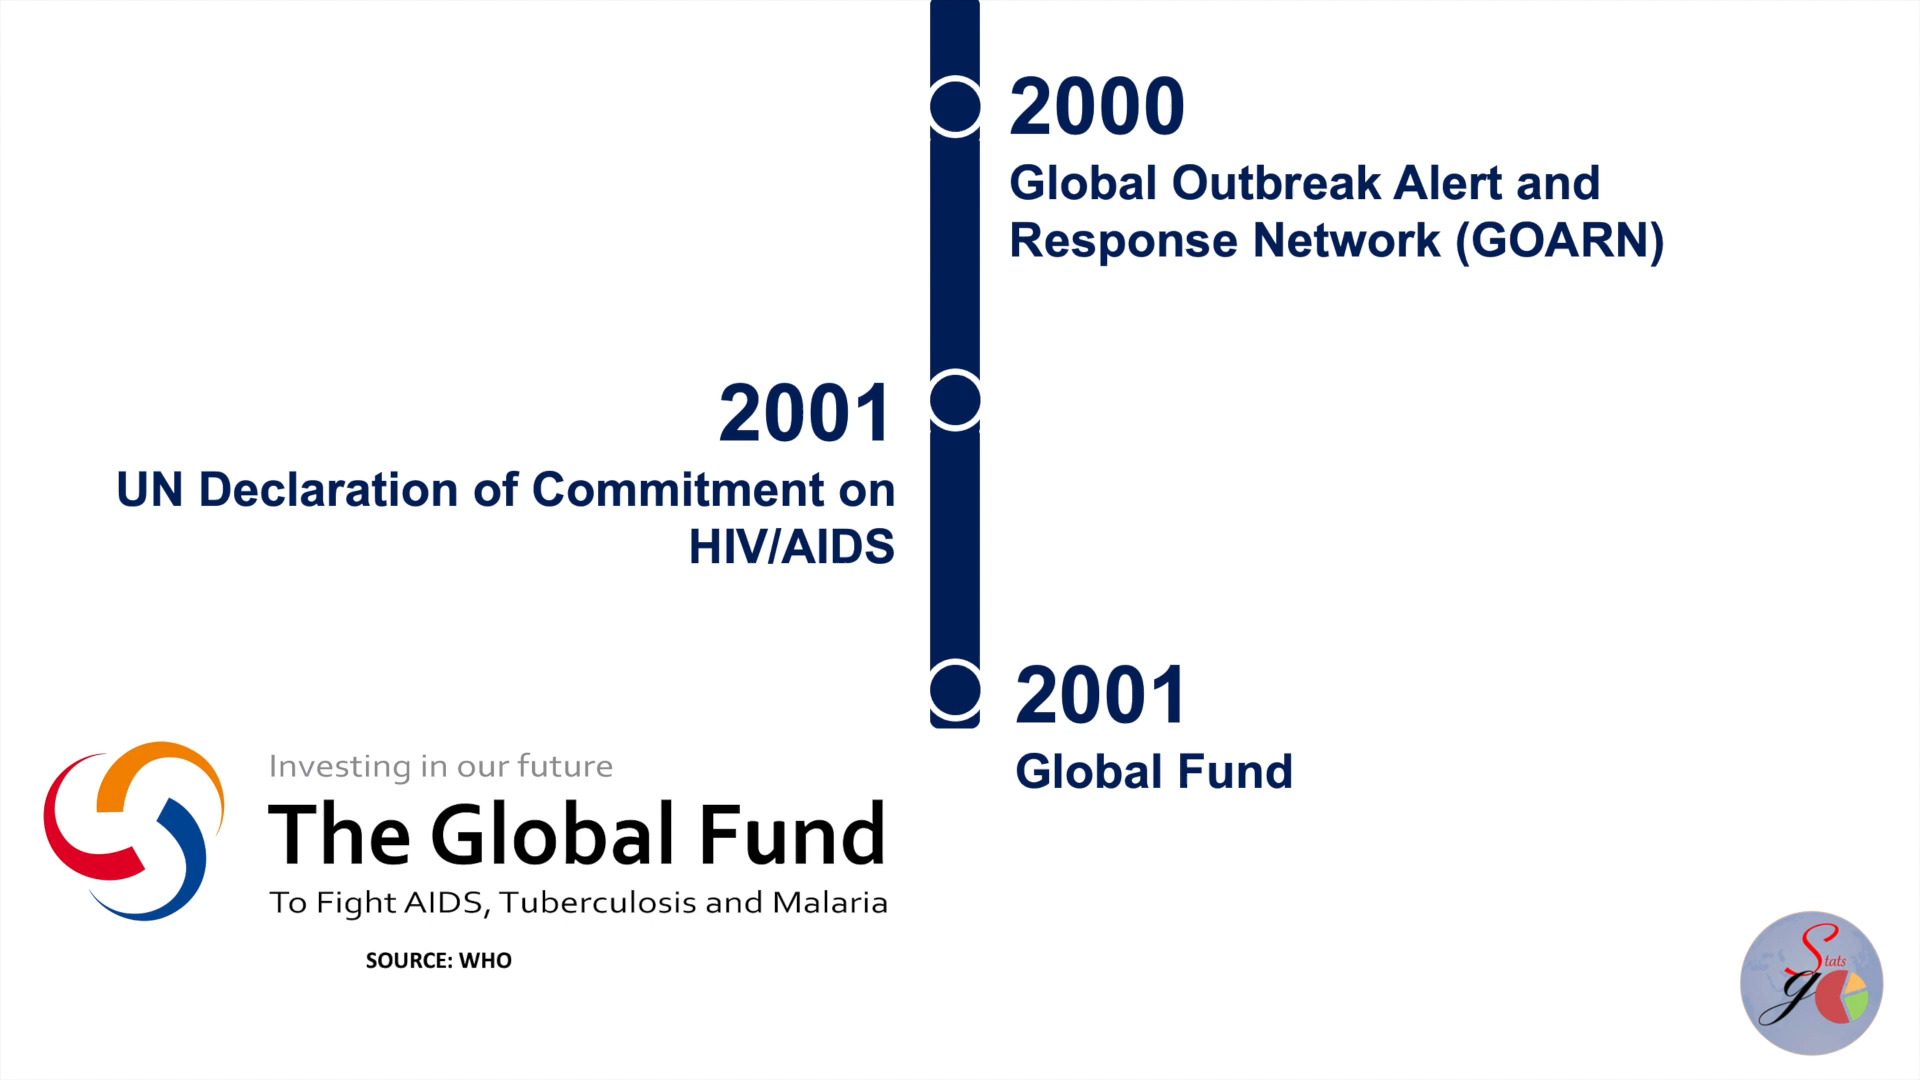 2000
Global Outbreak Alert and
Response Network (GOARN)
2001
UN Declaration of Commitment on
HIV/AIDS
2001
Global Fund
Investing in our future
The Global Fund
To Fight AIDS, Tuberculosis and Malaria
SOURCE: WHO
Stats
g